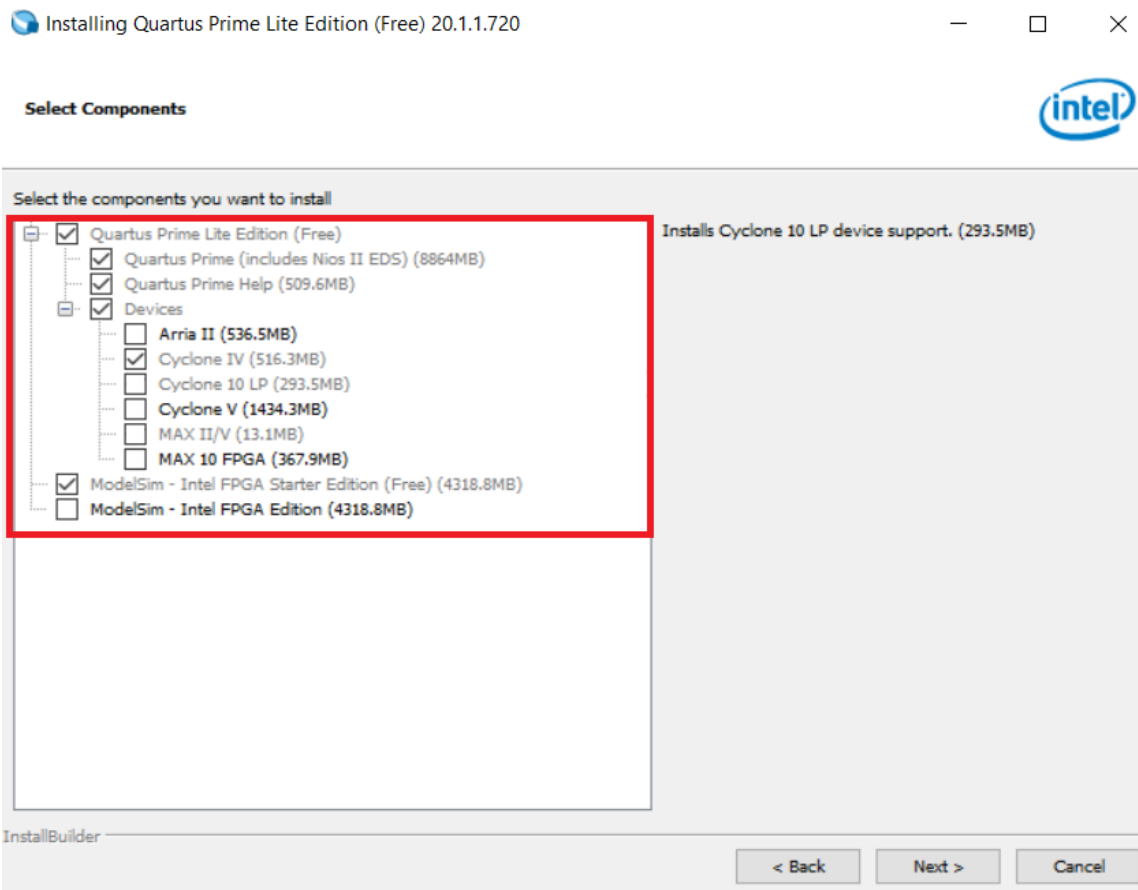 Installing Quartus Prime Lite Edition (Free) 20.1.1.720
Select Components
intel
Select the components you want to install
Quartus Prime Lite Edition (Free)
Quartus Prime (includes Nios II EDS) (8864MB)
Quartus Prime Help (509.6MB)
Devices
Arria II (536.5MB)
Cyclone IV (516.3MB)
Cyclone 10 LP (293.5MB)
Cyclone V (1434.3MB)
MAX II/V (13.1MB)
MAX 10 FPGA (367.9MB)
ModelSim - Intel FPGA Starter Edition (Free) (4318.8MB)
ModelSim - Intel FPGA Edition (4318.8MB)
Installs Cyclone 10 LP device support. (293.5MB)
InstallBuilder
< Back
Next >
Cancel